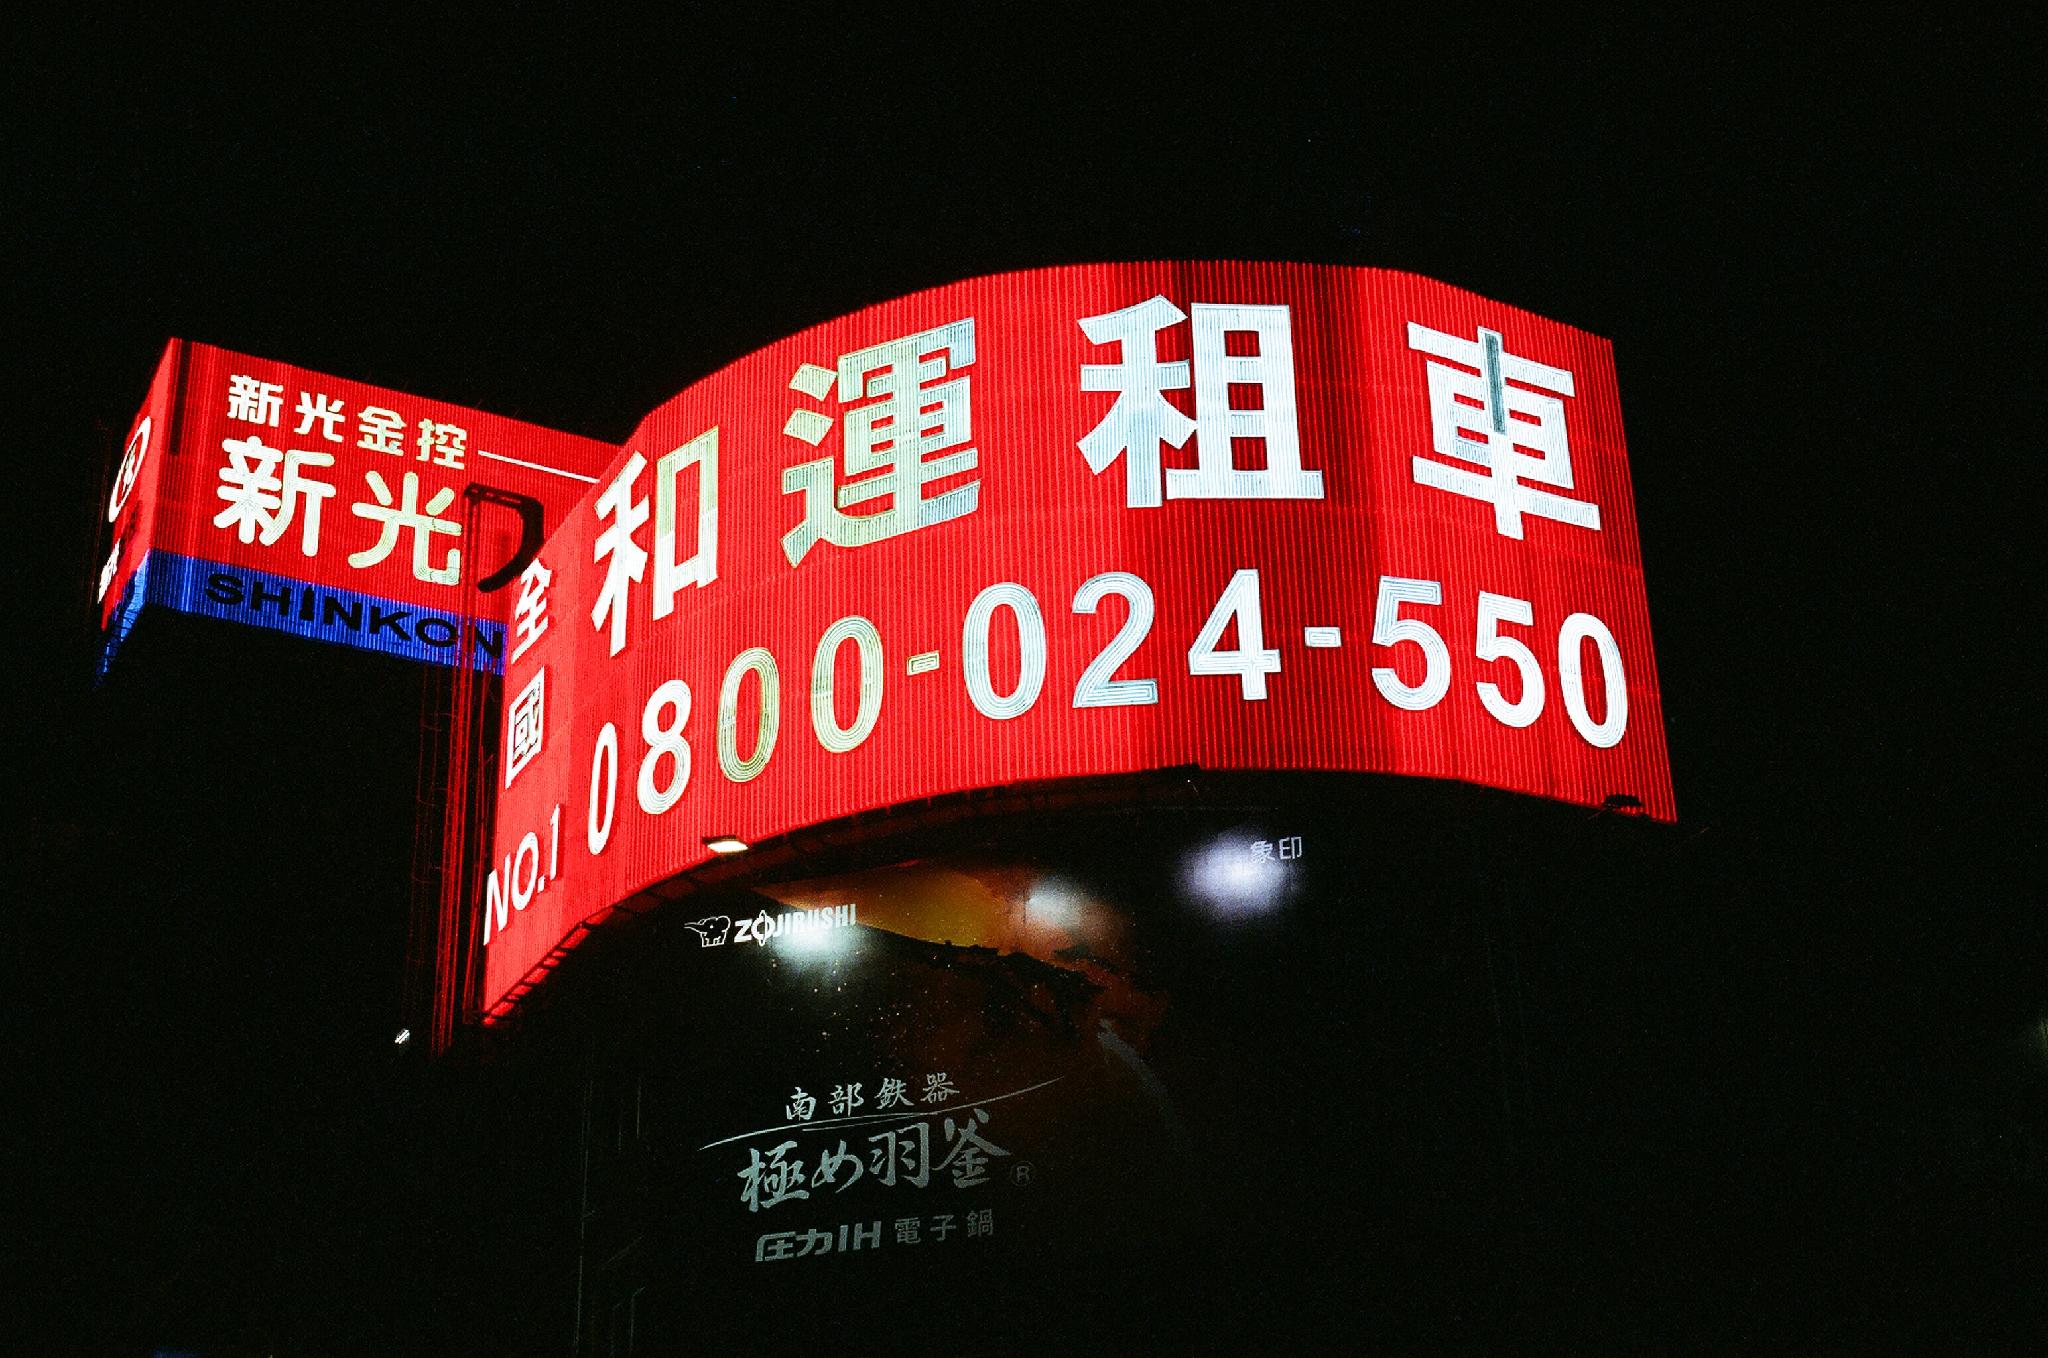 新光金控
新光
SHINKON
全國
NO.1
和運租車
0800-024-550
ZOJIRUSHI
象印
南部鉄器
極め羽釜®
圧力IH電子鍋